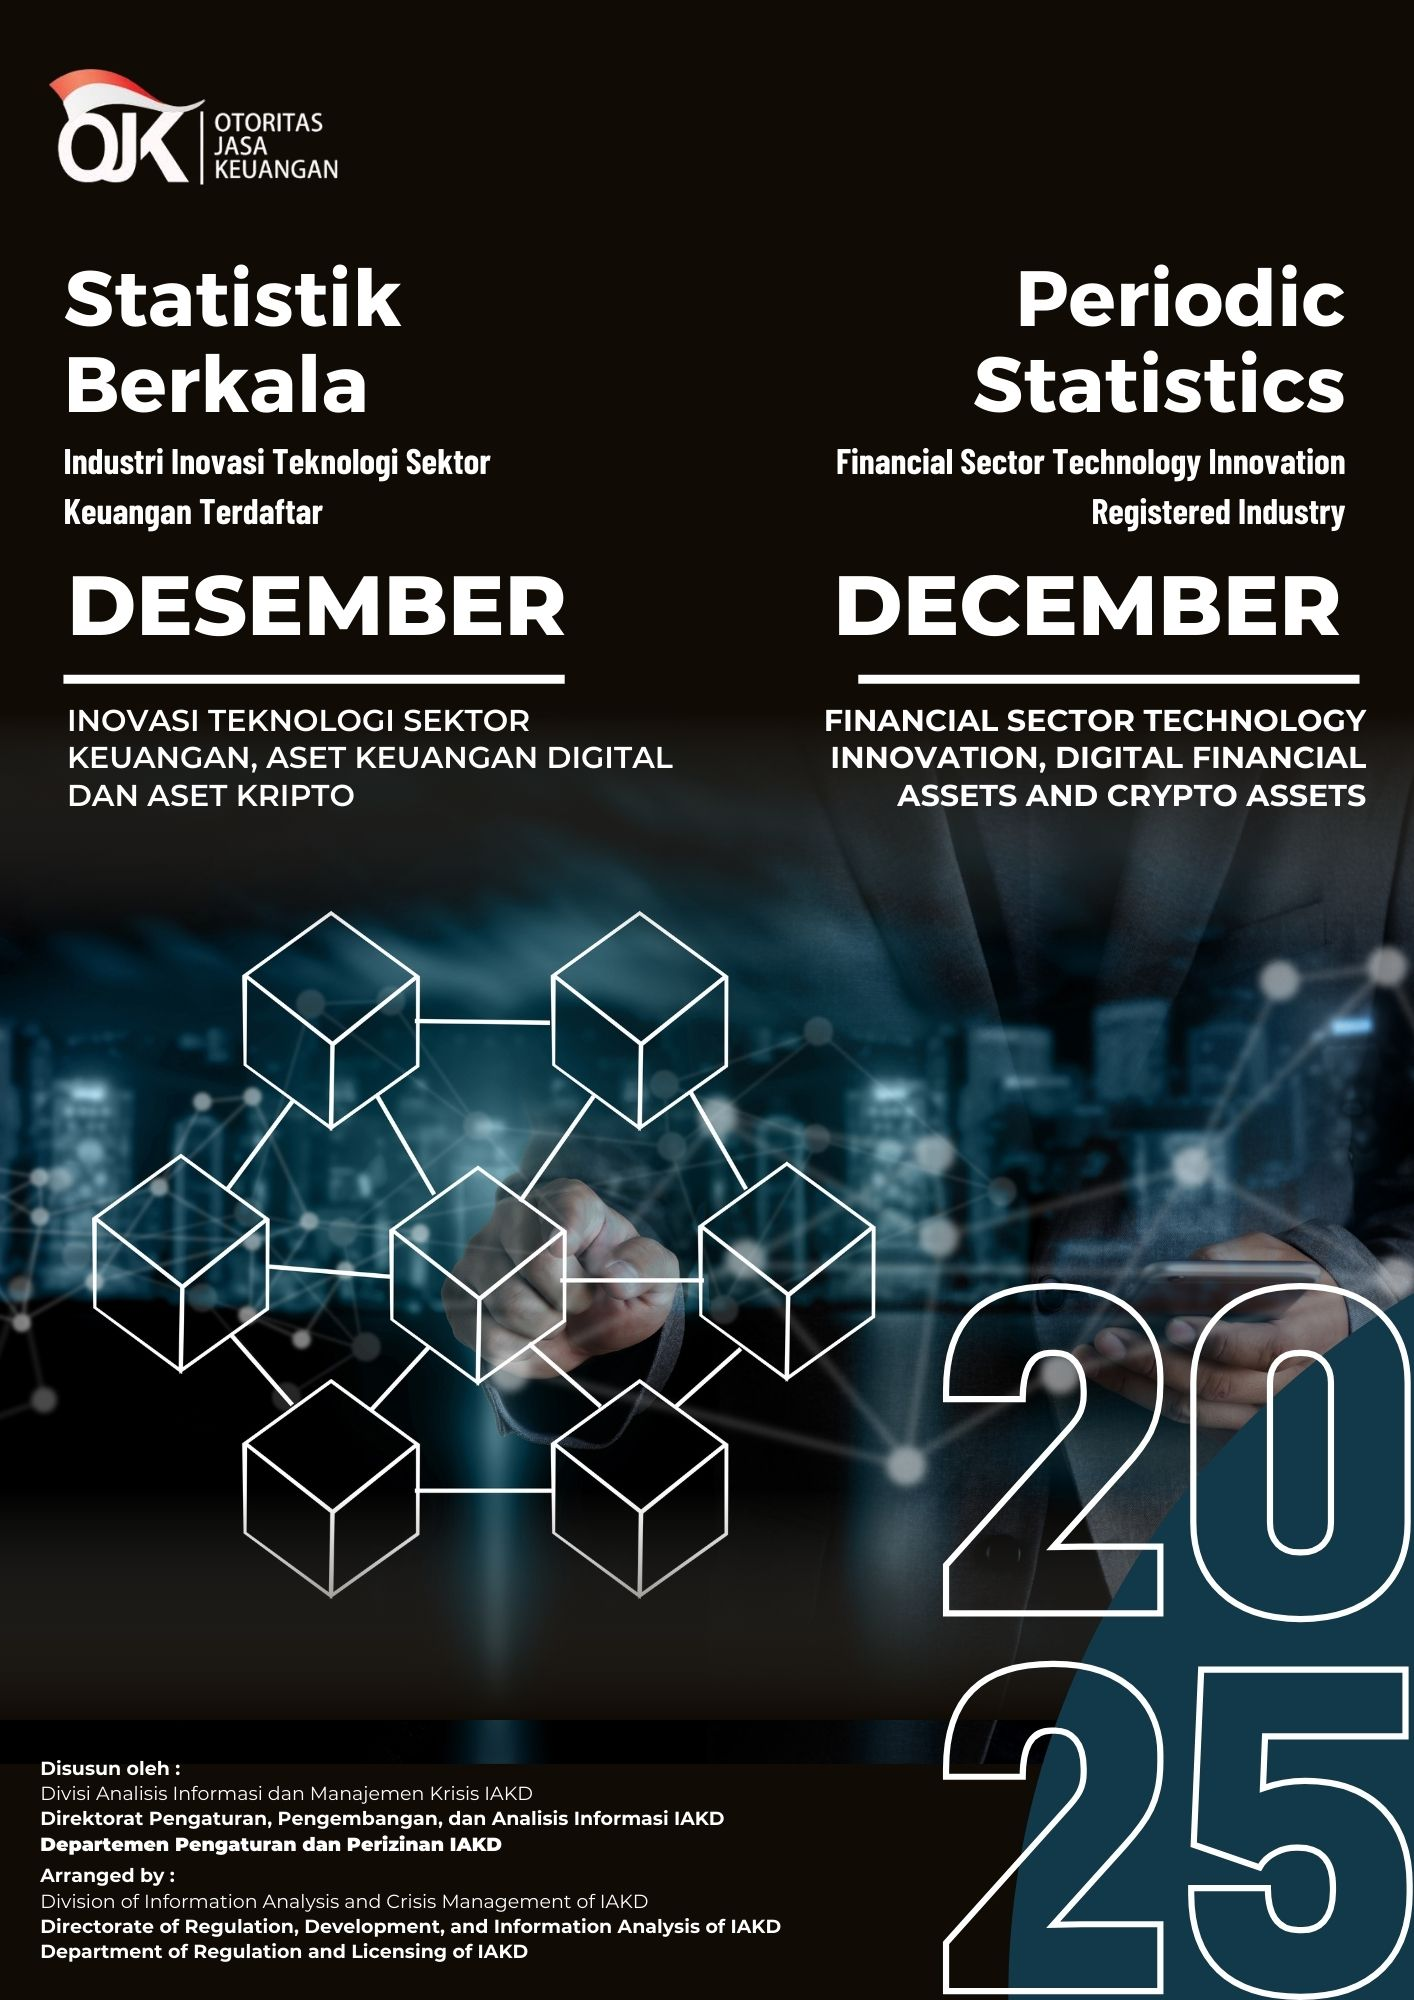 OJK
OTORITAS
JASA
KEUANGAN
Statistik
Berkala
Industri Inovasi Teknologi Sektor
Keuangan Terdaftar
DESEMBER
INOVASI TEKNOLOGI SEKTOR
KEUANGAN, ASET KEUANGAN DIGITAL
DAN ASET KRIPTO
Periodic
Statistics
Financial Sector Technology Innovation
Registered Industry
DECEMBER
FINANCIAL SECTOR TECHNOLOGY
INNOVATION, DIGITAL FINANCIAL
ASSETS AND CRYPTO ASSETS
20
25
Disusun oleh :
Divisi Analisis Informasi dan Manajemen Krisis IAKD
Direktorat Pengaturan, Pengembangan, dan Analisis Informasi IAKD
Departemen Pengaturan dan Perizinan IAKD
Arranged by :
Division of Information Analysis and Crisis Management of IAKD
Directorate of Regulation, Development, and Information Analysis of IAKD
Department of Regulation and Licensing of IAKD